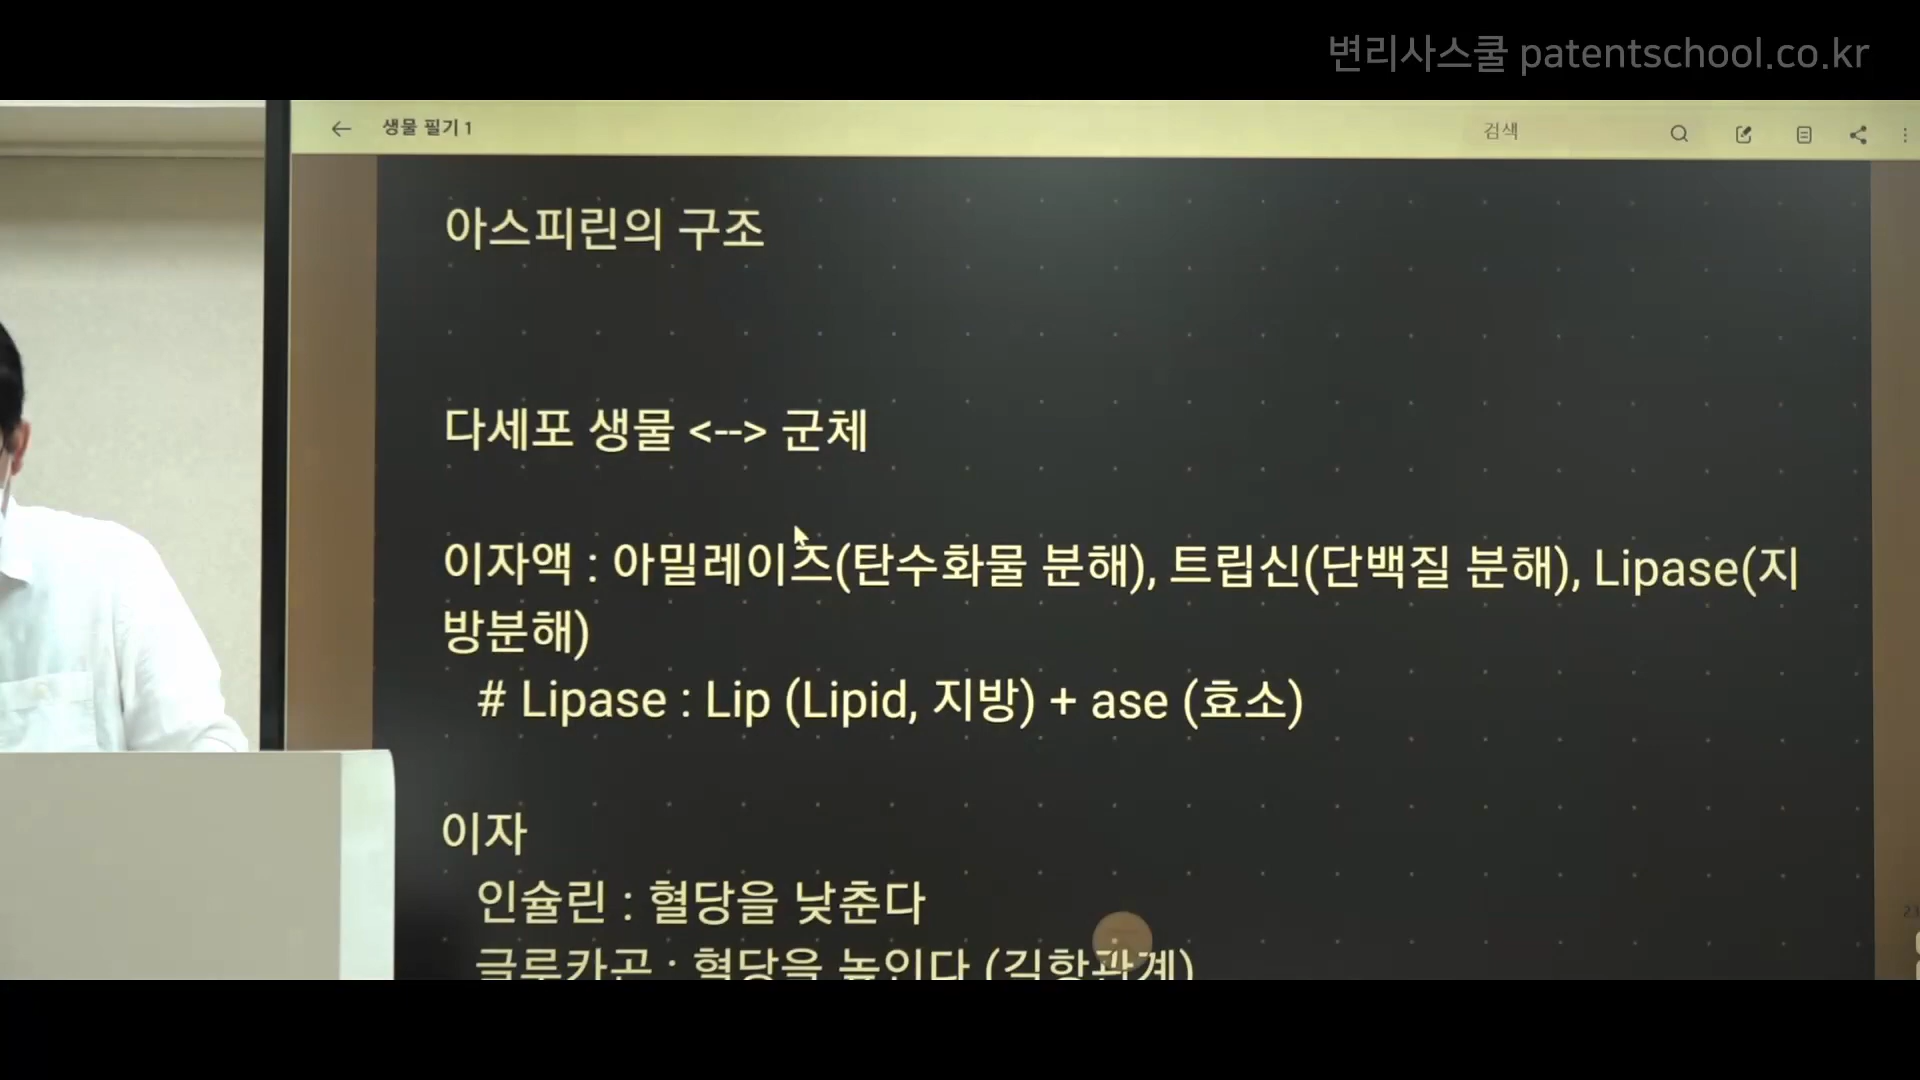 변리사스쿨 patentschool.co.kr
생물 필기 1
검색
아스피린의 구조
다세포 생물 <--> 군체
이자액 : 아밀레이즈(탄수화물 분해), 트립신(단백질 분해), Lipase(지
방분해)
# Lipase : Lip (Lipid, 지방) + ase (효소)
이자
인슐린 : 혈당을 낮춘다
글루카곤 : 혈당을 높인다 (길항관계)